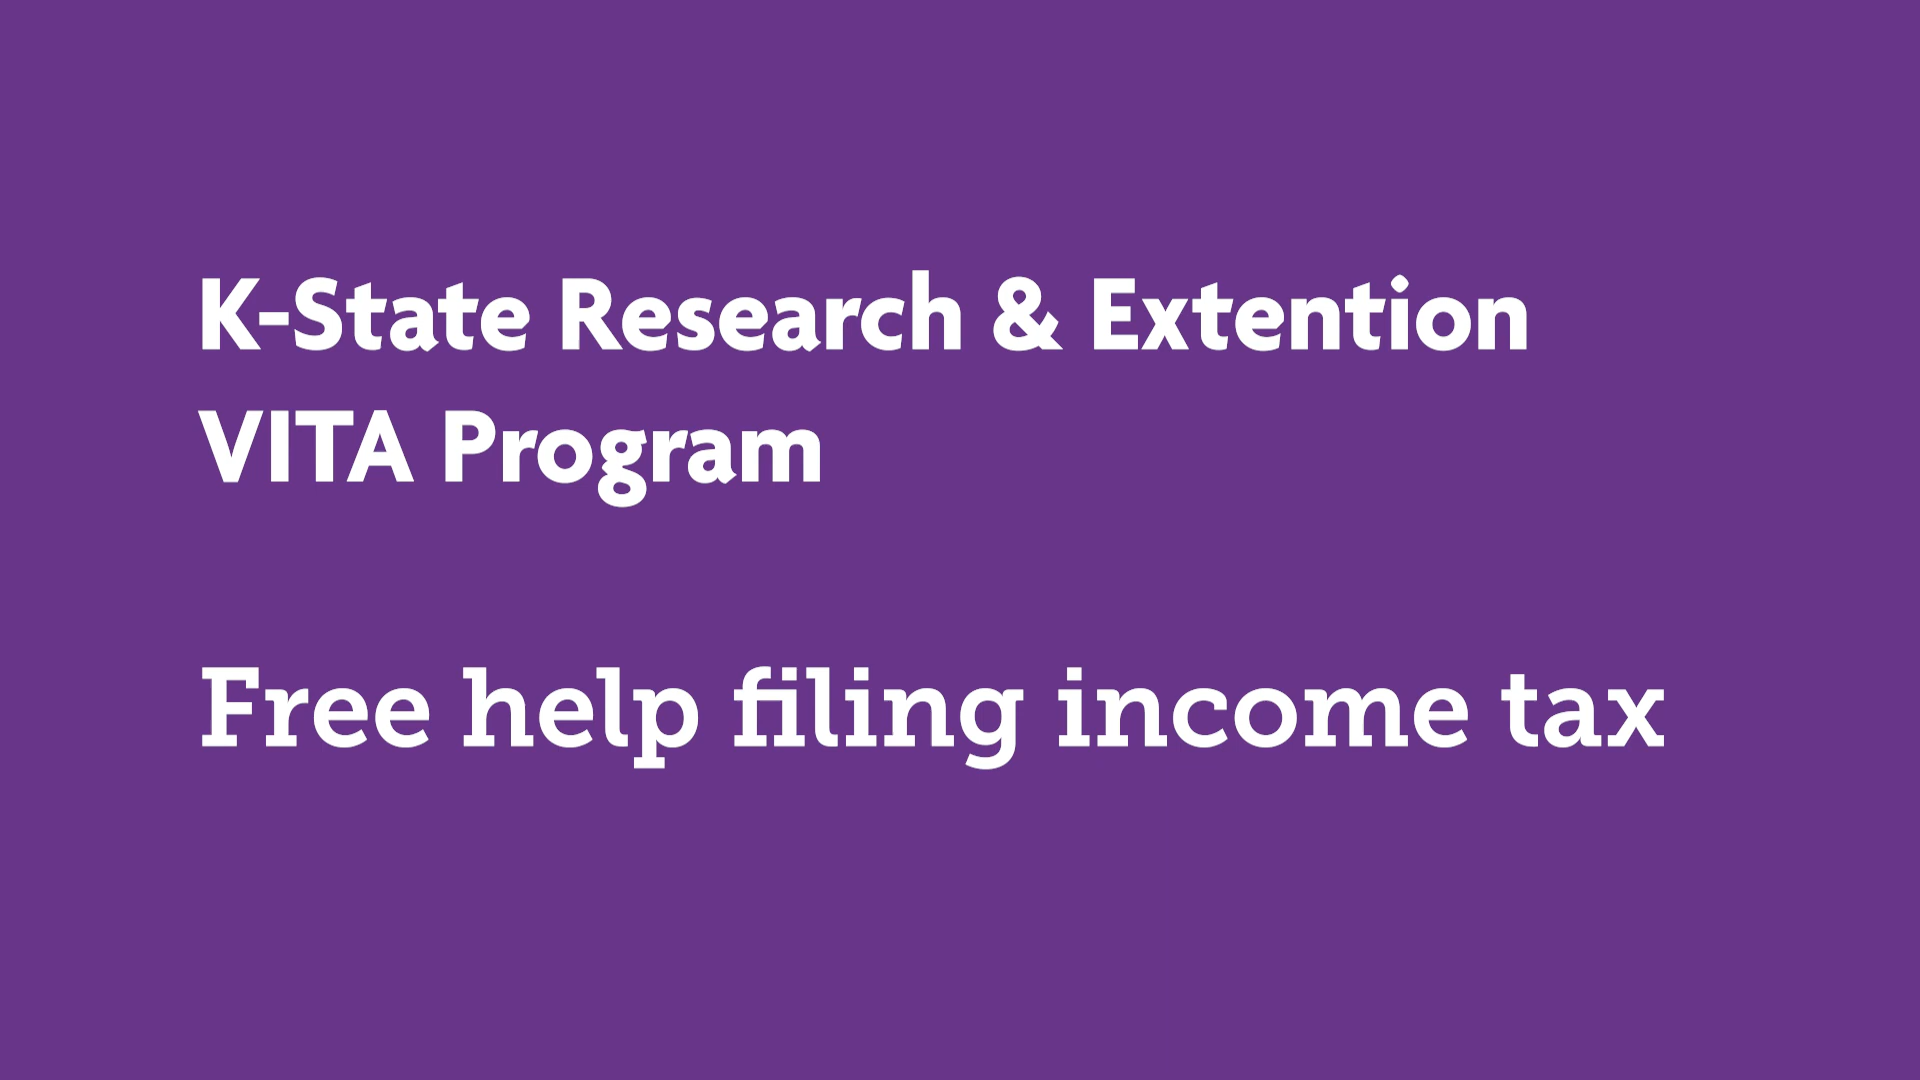 K-State Research & Extention
VITA Program
Free help filing income tax